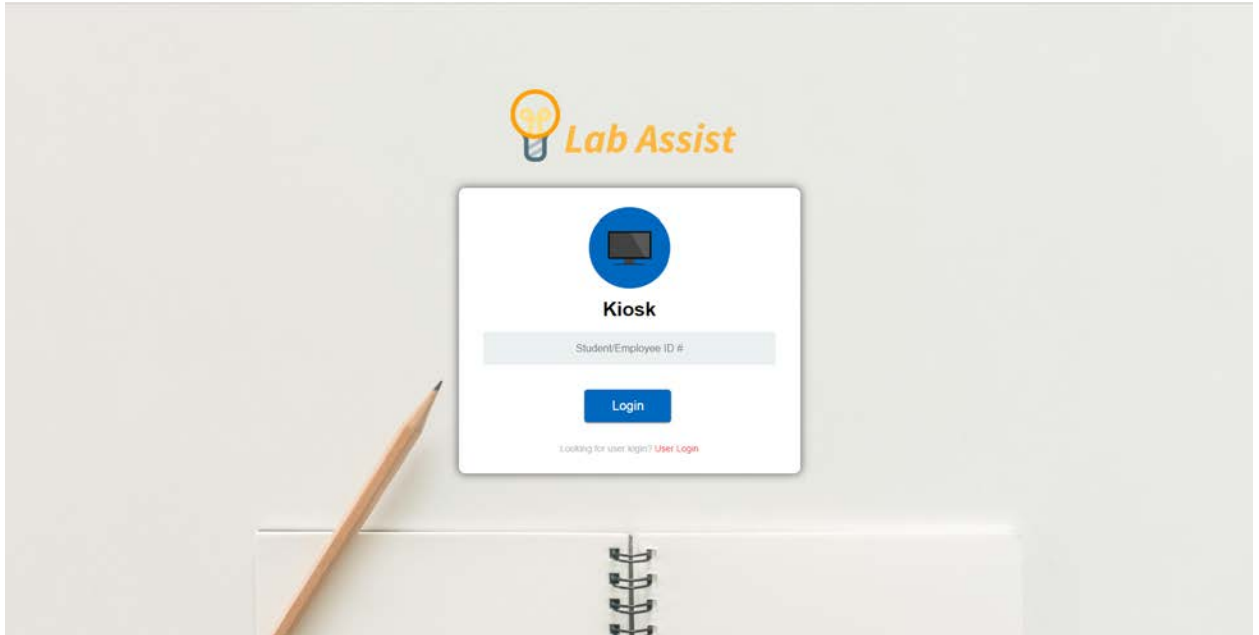 Lab Assist
Kiosk
Student/Employee ID #
Login
Looking for user login? User Login